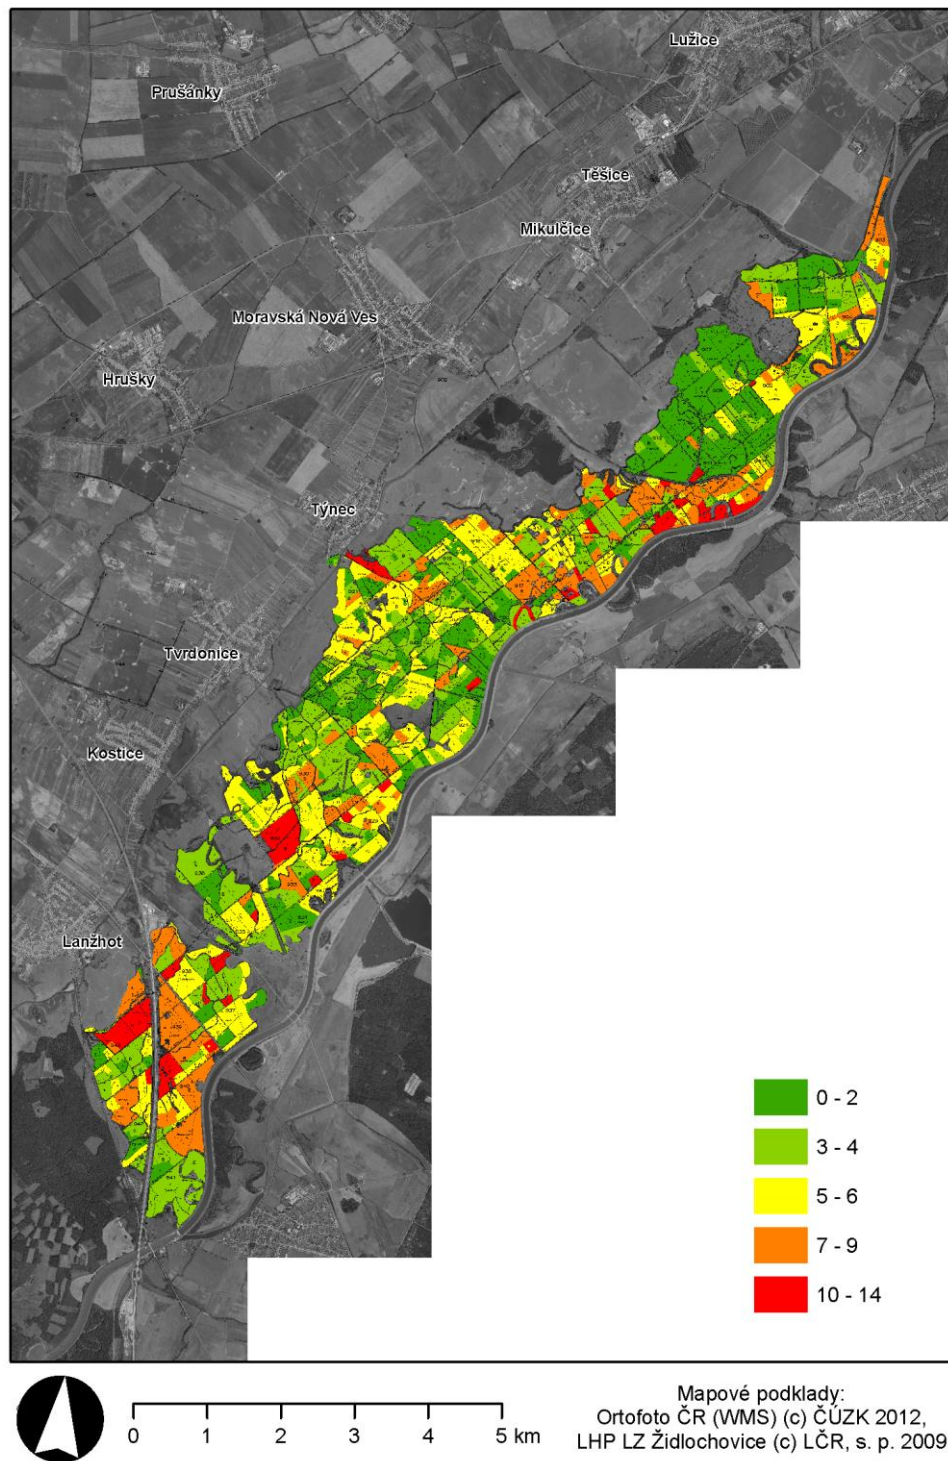 Lužice
Prušánky
Těšice
Mikulčice
Moravská Nová Ves
Hrušky
Týnec
Tvrdonice
Kostice
Lanžhot
0 - 2
3 - 4
5 - 6
7 - 9
10 - 14
0 1 2 3 4 5 km
Mapové podklady:
Ortofoto ČR (WMS) (c) ČÚZK 2012,
LHP LZ Židlochovice (c) LČR, s. p. 2009